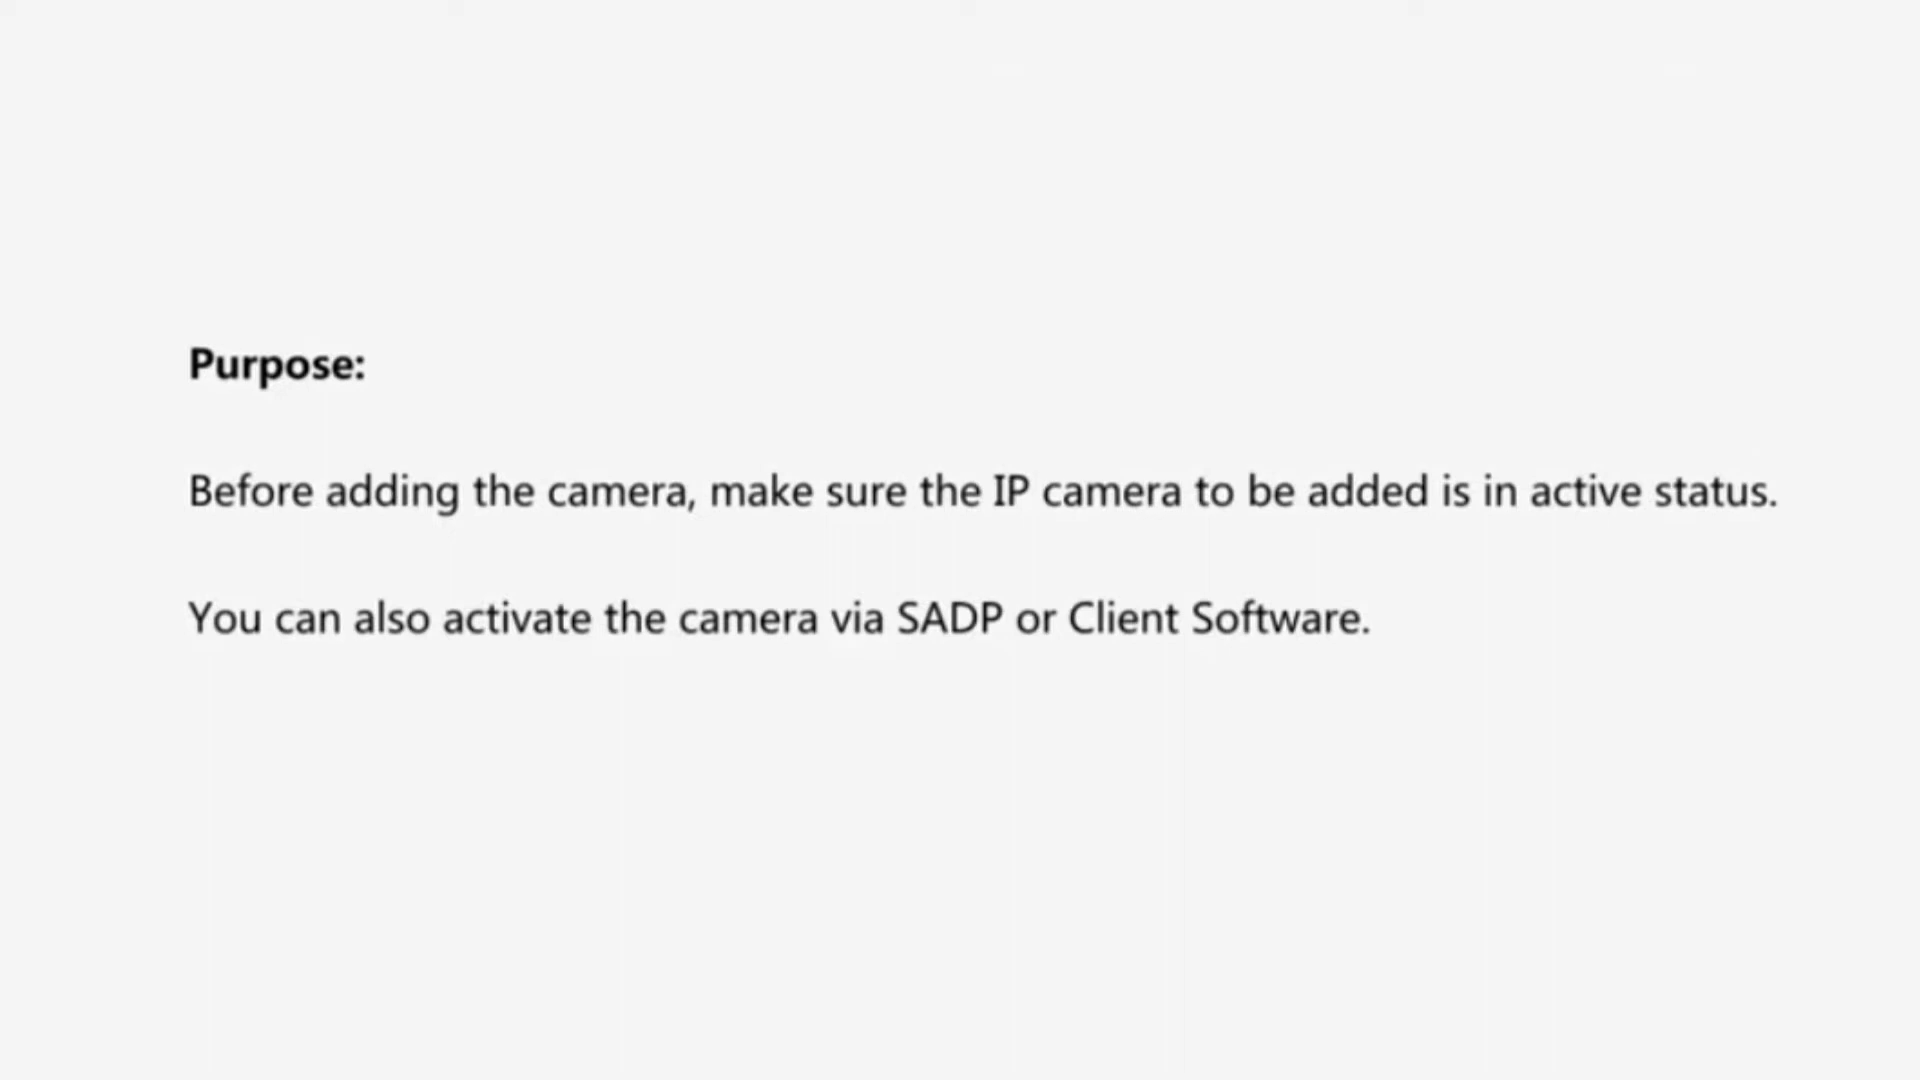 Purpose:
Before adding the camera, make sure the IP camera to be added is in active status.
You can also activate the camera via SADP or Client Software.